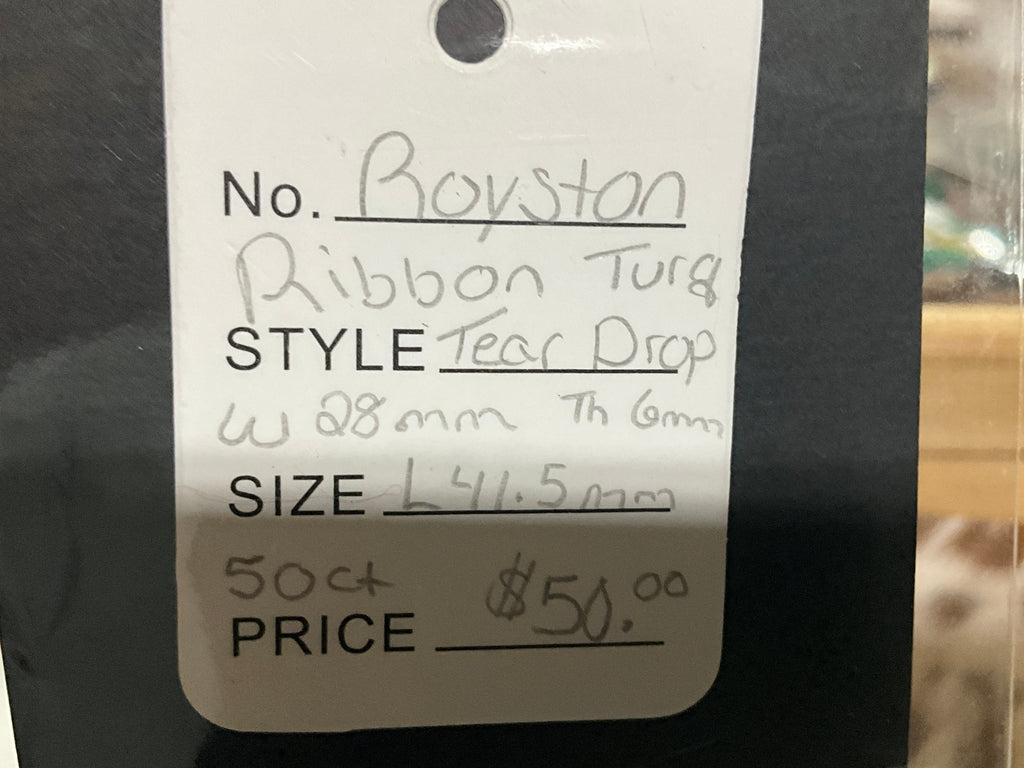 No. Royston
Ribbon Turq
STYLE Tear Drop
W 28mm Th 6mm
SIZE L 41.5mm
50ct $50.00
PRICE